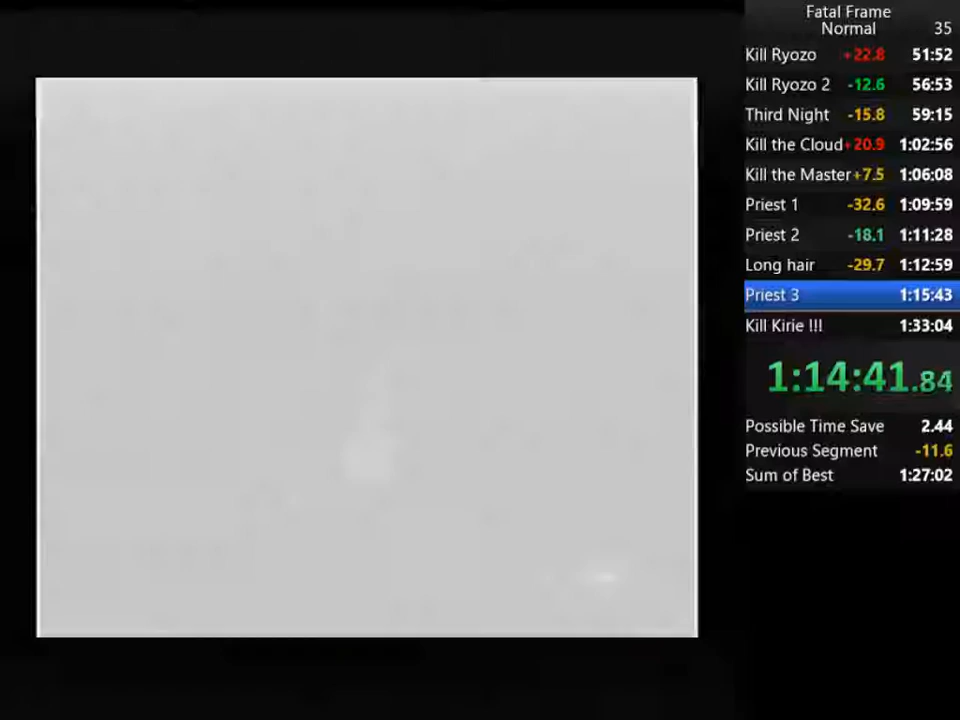 Fatal Frame
Normal 35
Kill Ryozo +22.8 51:52
Kill Ryozo 2 -12.6 56:53
Third Night -15.8 59:15
Kill the Cloud +20.9 1:02:56
Kill the Master +7.5 1:06:08
Priest 1 -32.6 1:09:59
Priest 2 -18.1 1:11:28
Long hair -29.7 1:12:59
Priest 3 1:15:43
Kill Kirie !!! 1:33:04
1:14:41.84
Possible Time Save 2.44
Previous Segment -11.6
Sum of Best 1:27:02